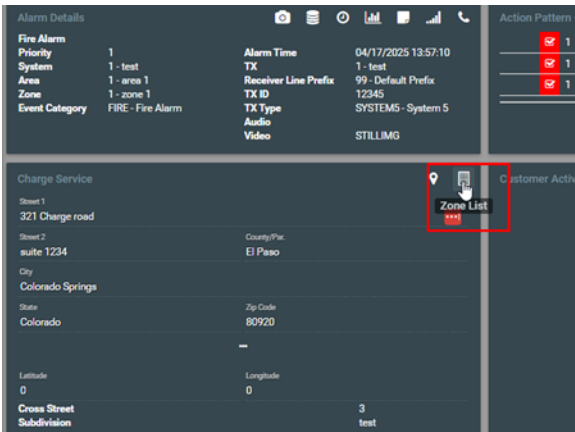 Alarm Details
Action Pattern
Fire Alarm
Priority 1 Alarm Time 04/17/2025 13:57:10
System 1 - test TX 1 - test
Area 1 - area 1 Receiver Line Prefix 99 - Default Prefix
Zone 1 - zone 1 TX ID 12345
Event Category FIRE - Fire Alarm TX Type SYSTEM5 - System 5
Audio
Video STILLIMG
1
1
1
Charge Service
Customer Activ
Zone List
Street 1
321 Charge road
Street 2 County/Par.
suite 1234 El Paso
City
Colorado Springs
State Zip Code
Colorado 80920
–
Latitude Longitude
0 0
Cross Street 3
Subdivision test